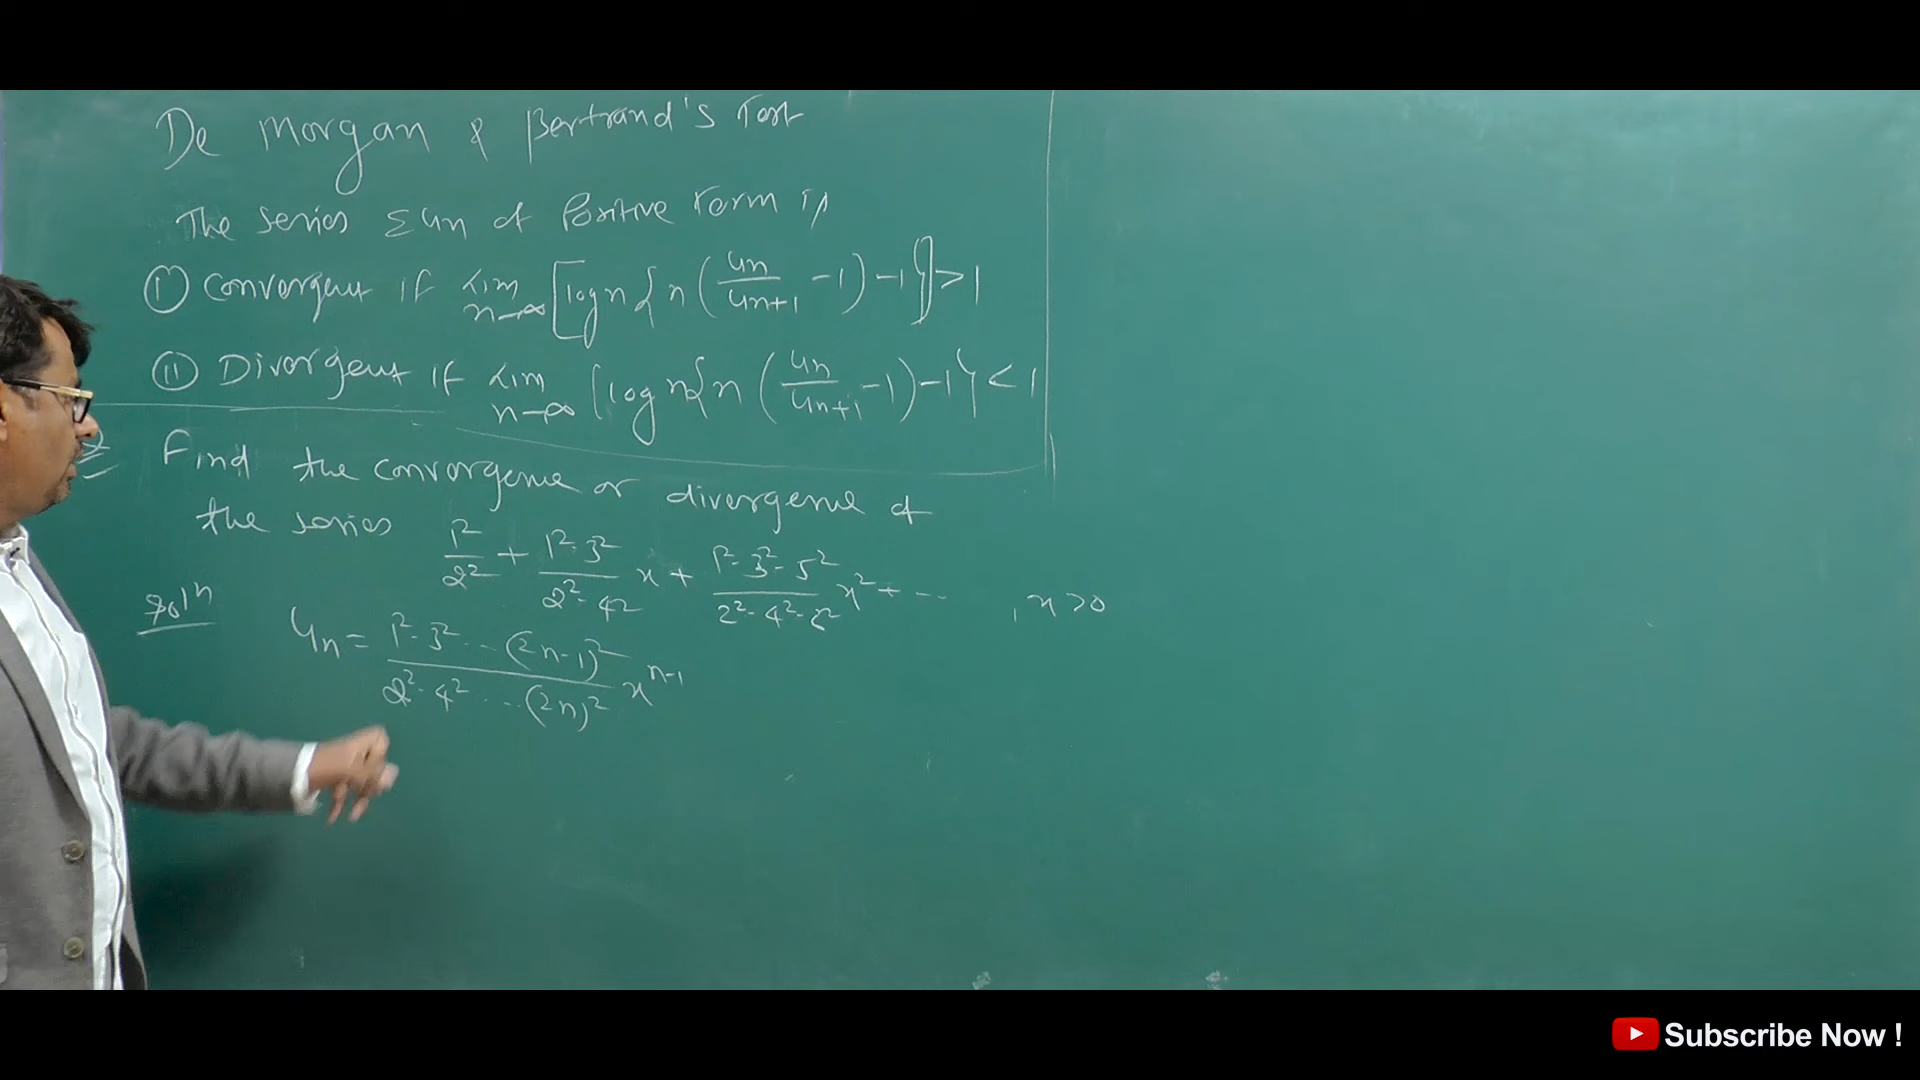 De Morgan & Bertrand's Test
The series Σun of Positive Term is
(I) Convergent if Lim n→∞ [log n { n ( un/un+1 - 1 ) - 1 }] > 1
(II) Divergent if Lim n→∞ [log n { n ( un/un+1 - 1 ) - 1 } < 1
Find the convergence or divergence of
the series 1²/2² + 1²·3²/2²·4² x + 1²·3²·5²/2²·4²·6² x² + ... , x > 0
Solⁿ
un = 1²·3² ... (2n-1)² / 2²·4² ... (2n)² xⁿ⁻¹
Subscribe Now !